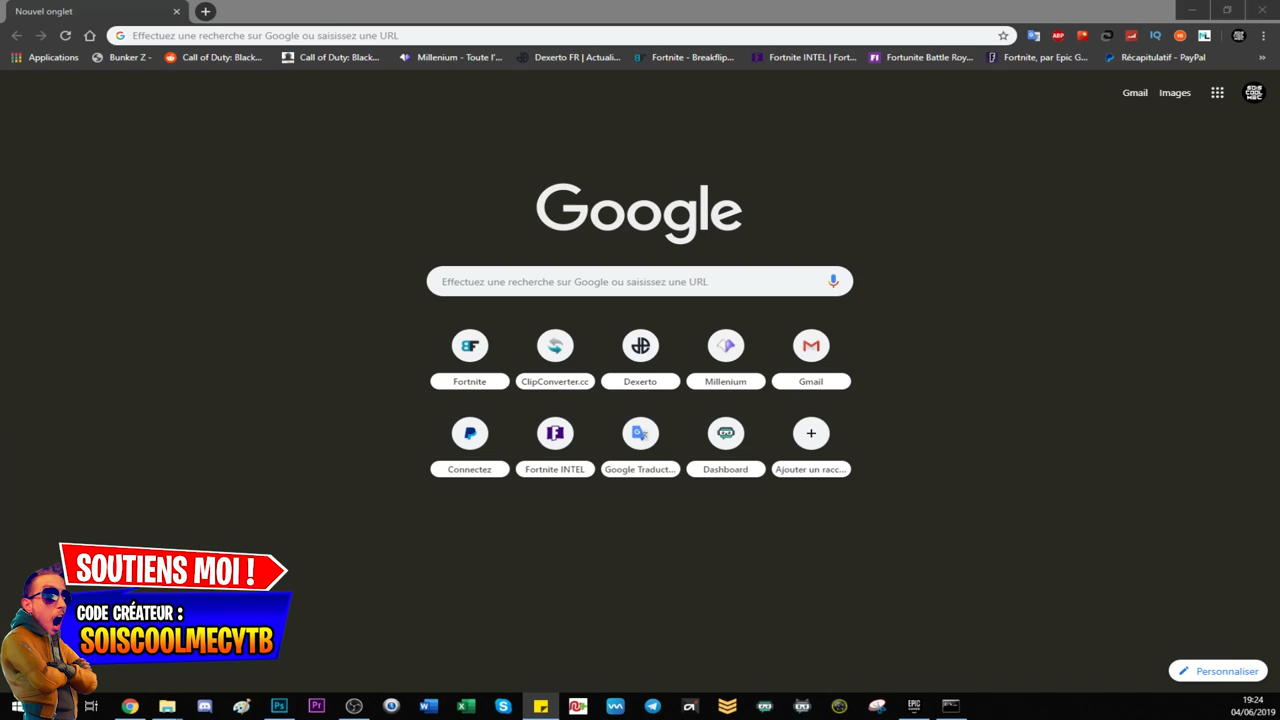 Nouvel onglet
Effectuez une recherche sur Google ou saisissez une URL
Applications
Bunker Z -
Call of Duty: Black...
Call of Duty: Black...
Millenium - Toute l'...
Dexerto FR | Actuali...
Fortnite - Breakflip...
Fortnite INTEL | Fort...
Fortunite Battle Roy...
Fortnite, par Epic G...
Récapitulatif - PayPal
Gmail
Images
SOIS COOL MEC
Google
Effectuez une recherche sur Google ou saisissez une URL
Fortnite
ClipConverter.cc
Dexerto
Millenium
Gmail
Connectez
Fortnite INTEL
Google Traduct...
Dashboard
Ajouter un racc...
SOUTIENS MOI !
CODE CRÉATEUR :
SOISCOOLMECYTB
Personnaliser
19:24
04/06/2019